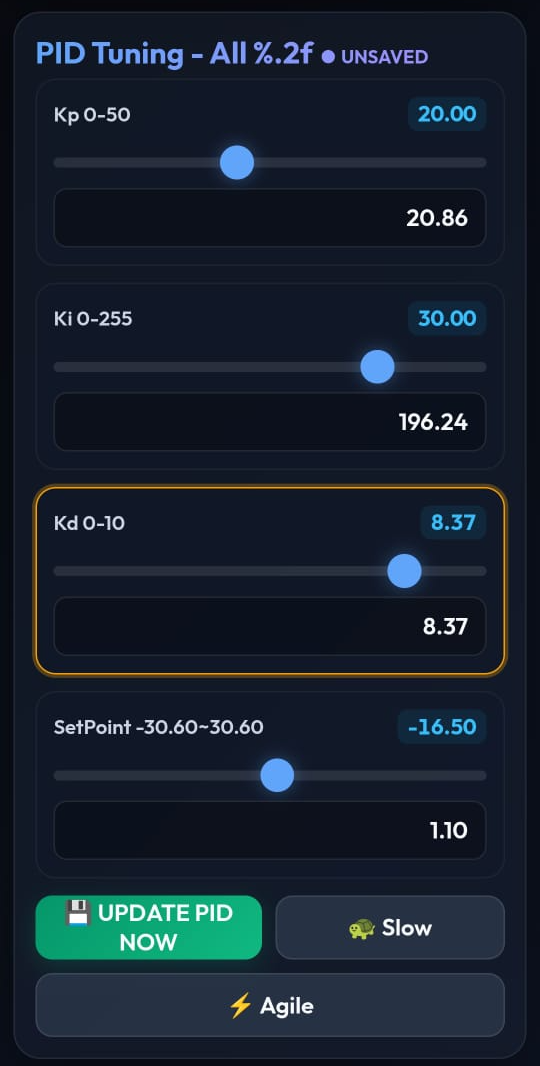 PID Tuning - All %.2f ● UNSAVED
Kp 0-50 20.00
20.86
Ki 0-255 30.00
196.24
Kd 0-10 8.37
8.37
SetPoint -30.60~30.60 -16.50
1.10
💾 UPDATE PID
NOW
🐢 Slow
⚡ Agile